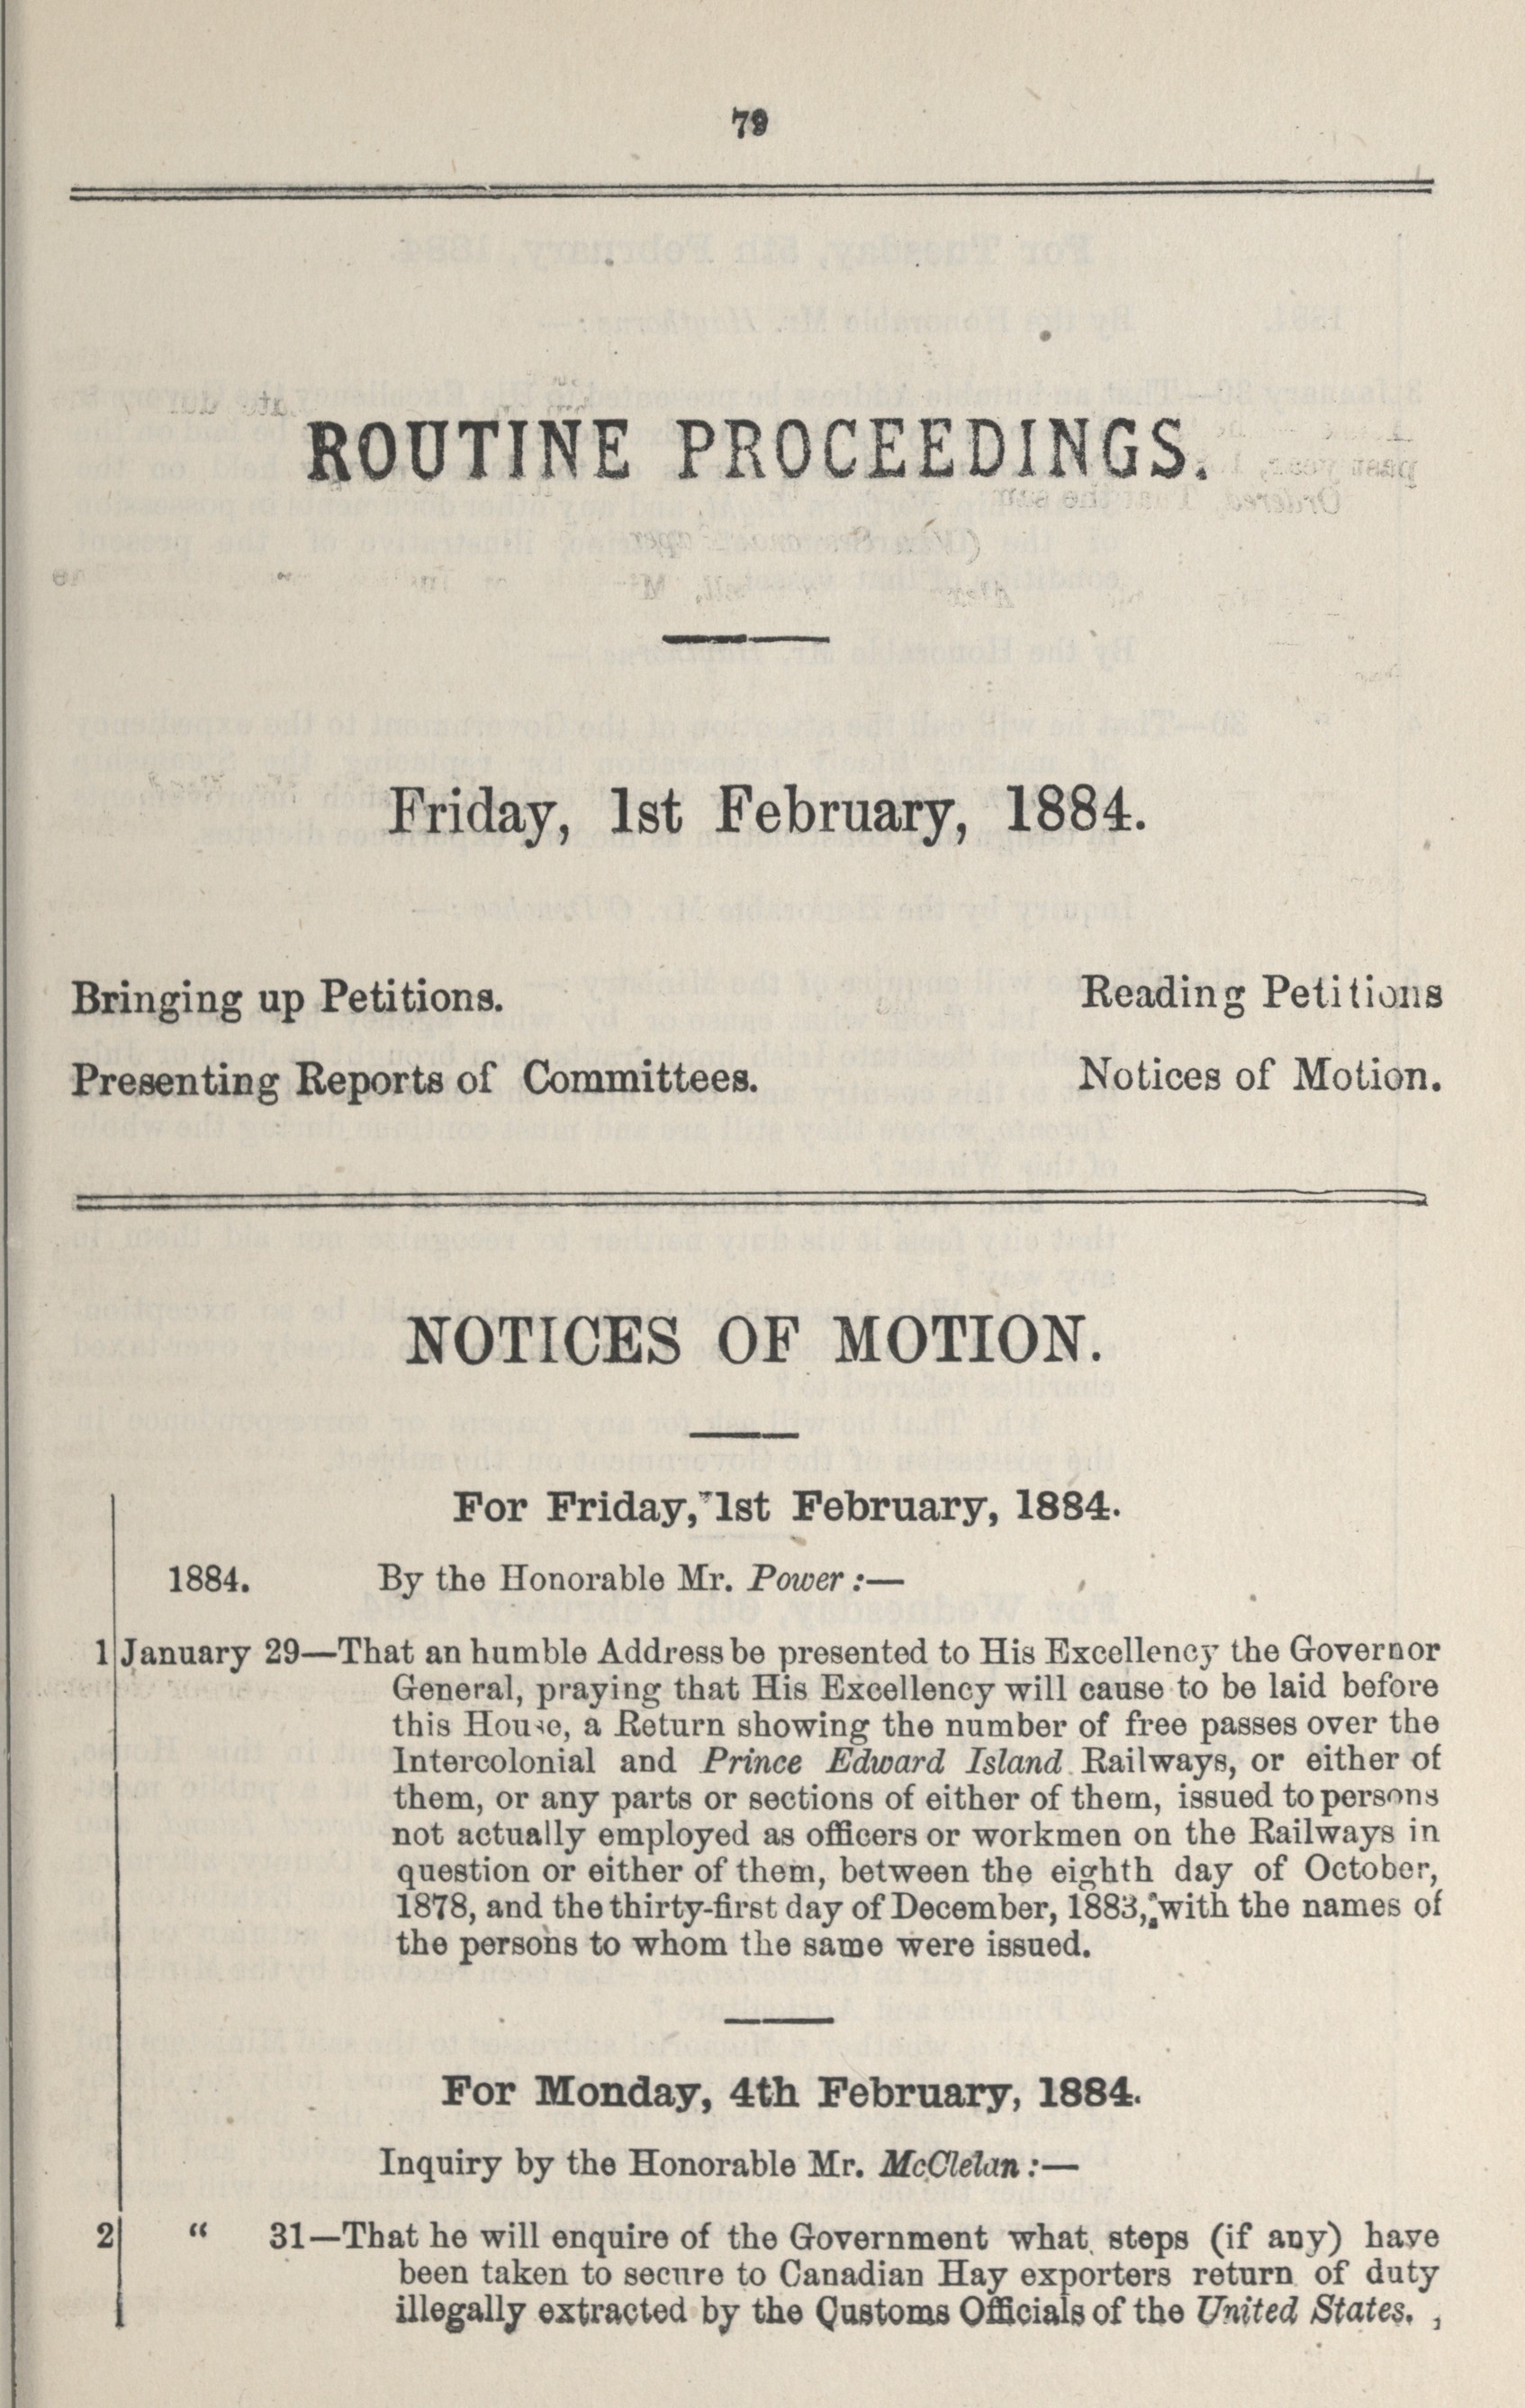 79
ROUTINE PROCEEDINGS.
Friday, 1st February, 1884.
Bringing up Petitions. Reading Petitions
Presenting Reports of Committees. Notices of Motion.
NOTICES OF MOTION.
For Friday, 1st February, 1884.
1884. By the Honorable Mr. Power :—
1 January 29—That an humble Address be presented to His Excellency the Governor
General, praying that His Excellency will cause to be laid before
this House, a Return showing the number of free passes over the
Intercolonial and Prince Edward Island Railways, or either of
them, or any parts or sections of either of them, issued to persons
not actually employed as officers or workmen on the Railways in
question or either of them, between the eighth day of October,
1878, and the thirty-first day of December, 1883, with the names of
the persons to whom the same were issued.
For Monday, 4th February, 1884.
Inquiry by the Honorable Mr. McClelan :—
2 “ 31—That he will enquire of the Government what steps (if any) have
been taken to secure to Canadian Hay exporters return of duty
illegally extracted by the Customs Officials of the United States. ,